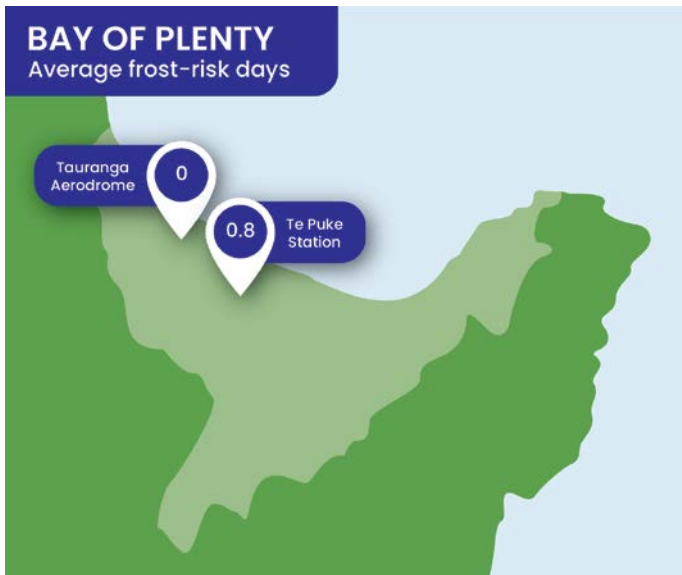 BAY OF PLENTY
Average frost-risk days
Tauranga
Aerodrome
0
0.8
Te Puke
Station